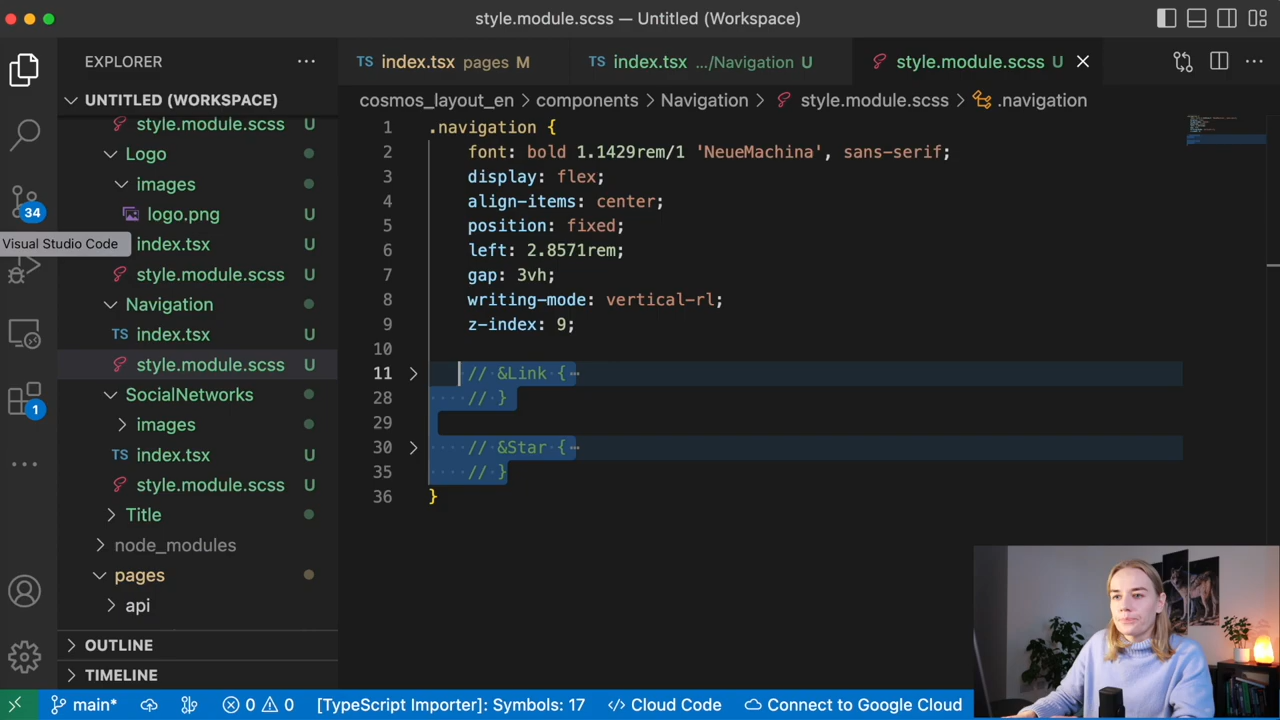 style.module.scss — Untitled (Workspace)
EXPLORER
UNTITLED (WORKSPACE)
style.module.scss U
Logo
images
logo.png U
index.tsx U
style.module.scss U
Navigation
index.tsx U
style.module.scss U
SocialNetworks
images
index.tsx U
style.module.scss U
Title
node_modules
pages
api
OUTLINE
TIMELINE
34
Visual Studio Code
1
TS index.tsx pages M
TS index.tsx .../Navigation U
style.module.scss U
cosmos_layout_en > components > Navigation > style.module.scss > .navigation
1 .navigation {
2 font: bold 1.1429rem/1 'NeueMachina', sans-serif;
3 display: flex;
4 align-items: center;
5 position: fixed;
6 left: 2.8571rem;
7 gap: 3vh;
8 writing-mode: vertical-rl;
9 z-index: 9;
10
11 // &Link {⋯
28 // }
29
30 // &Star {⋯
35 // }
36 }
main* 0 0 [TypeScript Importer]: Symbols: 17 Cloud Code Connect to Google Cloud